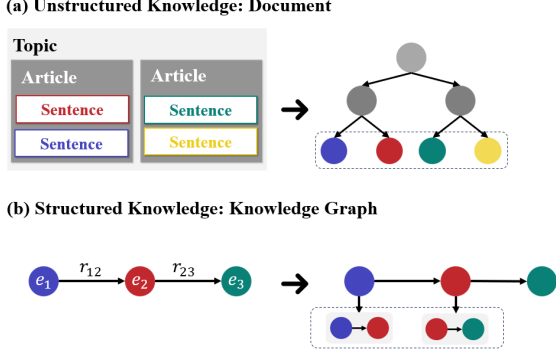 (a) Unstructured Knowledge: Document
Topic
Article
Article
Sentence
Sentence
Sentence
Sentence
(b) Structured Knowledge: Knowledge Graph
e₁ r₁₂ e₂ r₂₃ e₃